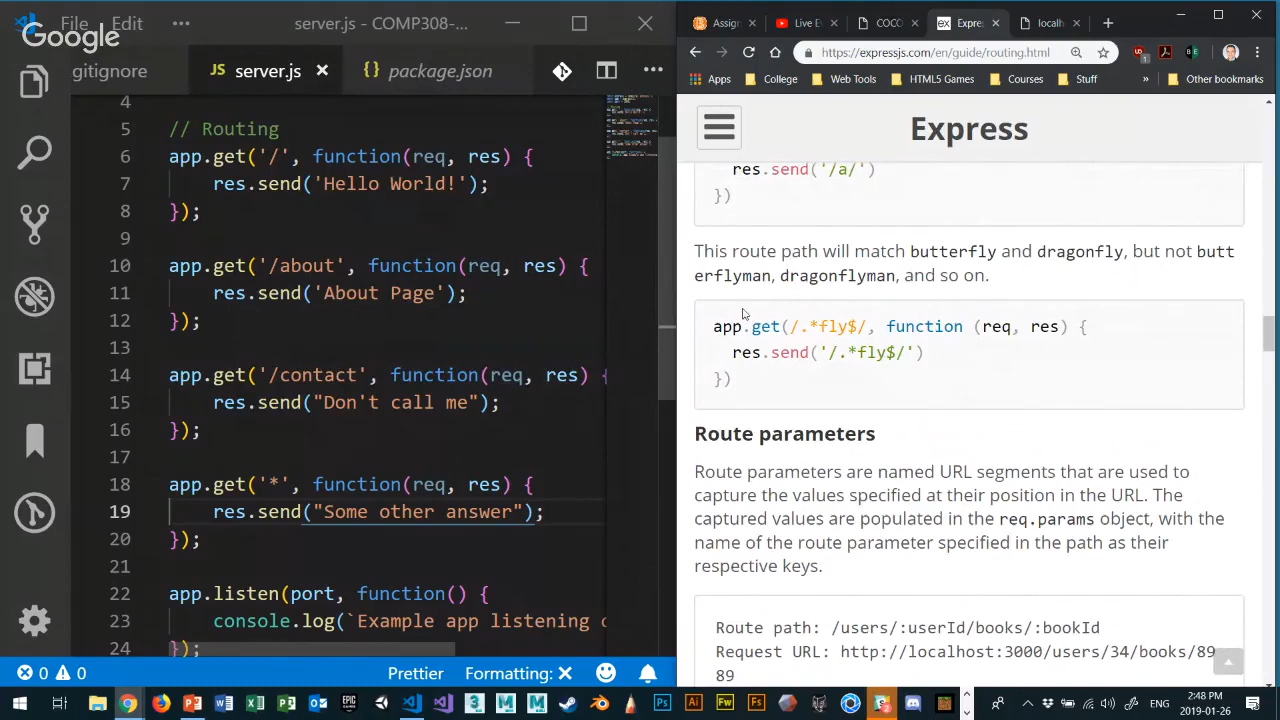 File Edit ••• server.js - COMP308-...
Google
gitignore JS server.js {} package.json •••
4
5 // Routing
6 app.get('/', function(req, res) {
7 res.send('Hello World!');
8 });
9
10 app.get('/about', function(req, res) {
11 res.send('About Page');
12 });
13
14 app.get('/contact', function(req, res) {
15 res.send("Don't call me");
16 });
17
18 app.get('*', function(req, res) {
19 res.send("Some other answer");
20 });
21
22 app.listen(port, function() {
23 console.log(`Example app listening
24 });
0 0 Prettier Formatting:
Assign Live E COCO ex Expre localh
https://expressjs.com/en/guide/routing.html
Apps College Web Tools HTML5 Games Courses Stuff » Other bookmarks
Express
res.send('/a/')
})
This route path will match butterfly and dragonfly, but not butt
erflyman, dragonflyman, and so on.
app.get(/.*fly$/, function (req, res) {
res.send('/.*fly$/')
})
Route parameters
Route parameters are named URL segments that are used to
capture the values specified at their position in the URL. The
captured values are populated in the req.params object, with the
name of the route parameter specified in the path as their
respective keys.
Route path: /users/:userId/books/:bookId
Request URL: http://localhost:3000/users/34/books/89
89
ENG 2:48 PM
2019-01-26